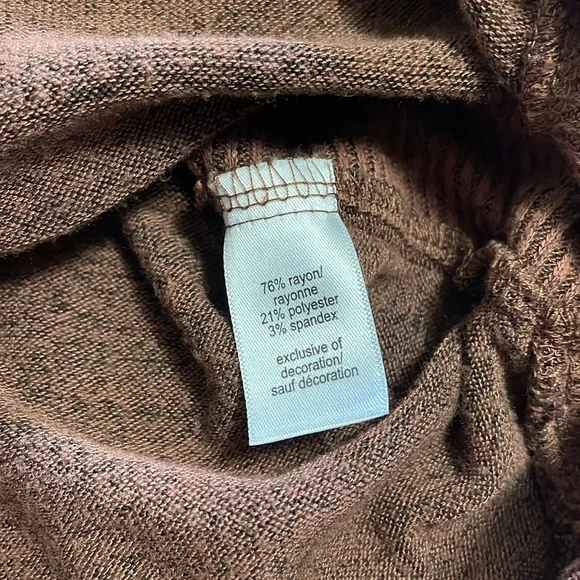 76% rayon/
rayonne
21% polyester
3% spandex
exclusive of
decoration/
sauf décoration